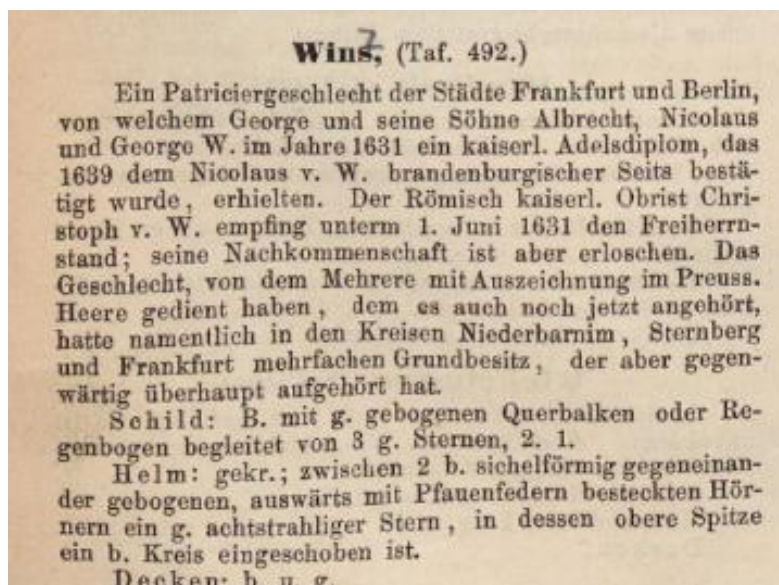 Wins, (Taf. 492.)
Ein Patriciergeschlecht der Städte Frankfurt und Berlin,
von welchem George und seine Söhne Albrecht, Nicolaus
und George W. im Jahre 1631 ein kaiserl. Adelsdiplom, das
1639 dem Nicolaus v. W. brandenburgischer Seits bestä-
tigt wurde, erhielten. Der Römisch kaiserl. Obrist Chri-
stoph v. W. empfing unterm 1. Juni 1631 den Freiherrn-
stand; seine Nachkommenschaft ist aber erloschen. Das
Geschlecht, von dem Mehrere mit Auszeichnung im Preuss.
Heere gedient haben, dem es auch noch jetzt angehört,
hatte namentlich in den Kreisen Niederbarnim, Sternberg
und Frankfurt mehrfachen Grundbesitz, der aber gegen-
wärtig überhaupt aufgehört hat.
Schild: B. mit g. gebogenen Querbalken oder Re-
genbogen begleitet von 3 g. Sternen, 2. 1.
Helm: gekr.; zwischen 2 b. sichelförmig gegeneinan-
der gebogenen, auswärts mit Pfauenfedern besteckten Hör-
nern ein g. achtstrahliger Stern, in dessen obere Spitze
ein b. Kreis eingeschoben ist.
Decken: b. u. g.